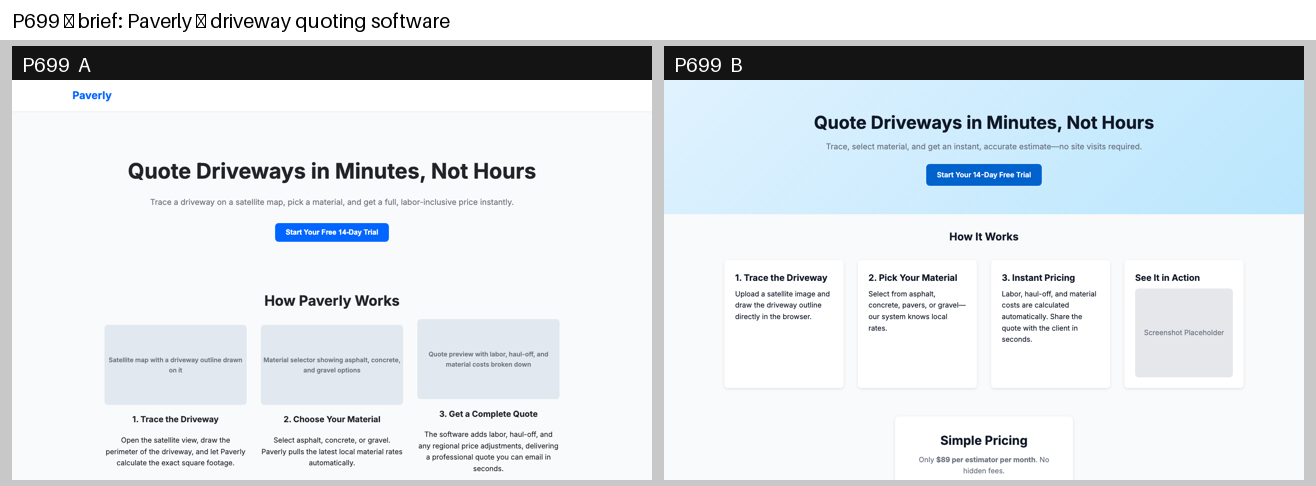 P699 brief: Paverly driveway quoting software
P699 A
Paverly
Quote Driveways in Minutes, Not Hours
Trace a driveway on a satellite map, pick a material, and get a full, labor-inclusive price instantly.
Start Your Free 14-Day Trial
How Paverly Works
Satellite map with a driveway outline drawn
on it
Material selector showing asphalt, concrete,
and gravel options
Quote preview with labor, haul-off, and
material costs broken down
1. Trace the Driveway
Open the satellite view, draw the
perimeter of the driveway, and let Paverly
calculate the exact square footage.
2. Choose Your Material
Select asphalt, concrete, or gravel.
Paverly pulls the latest local material rates
automatically.
3. Get a Complete Quote
The software adds labor, haul-off, and
any regional price adjustments, delivering
a professional quote you can email in
seconds.
P699 B
Quote Driveways in Minutes, Not Hours
Trace, select material, and get an instant, accurate estimate—no site visits required.
Start Your 14-Day Free Trial
How It Works
1. Trace the Driveway
Upload a satellite image and
draw the driveway outline
directly in the browser.
2. Pick Your Material
Select from asphalt,
concrete, pavers, or gravel—
our system knows local
rates.
3. Instant Pricing
Labor, haul-off, and material
costs are calculated
automatically. Share the
quote with the client in
seconds.
See It in Action
Screenshot Placeholder
Simple Pricing
Only $89 per estimator per month. No
hidden fees.